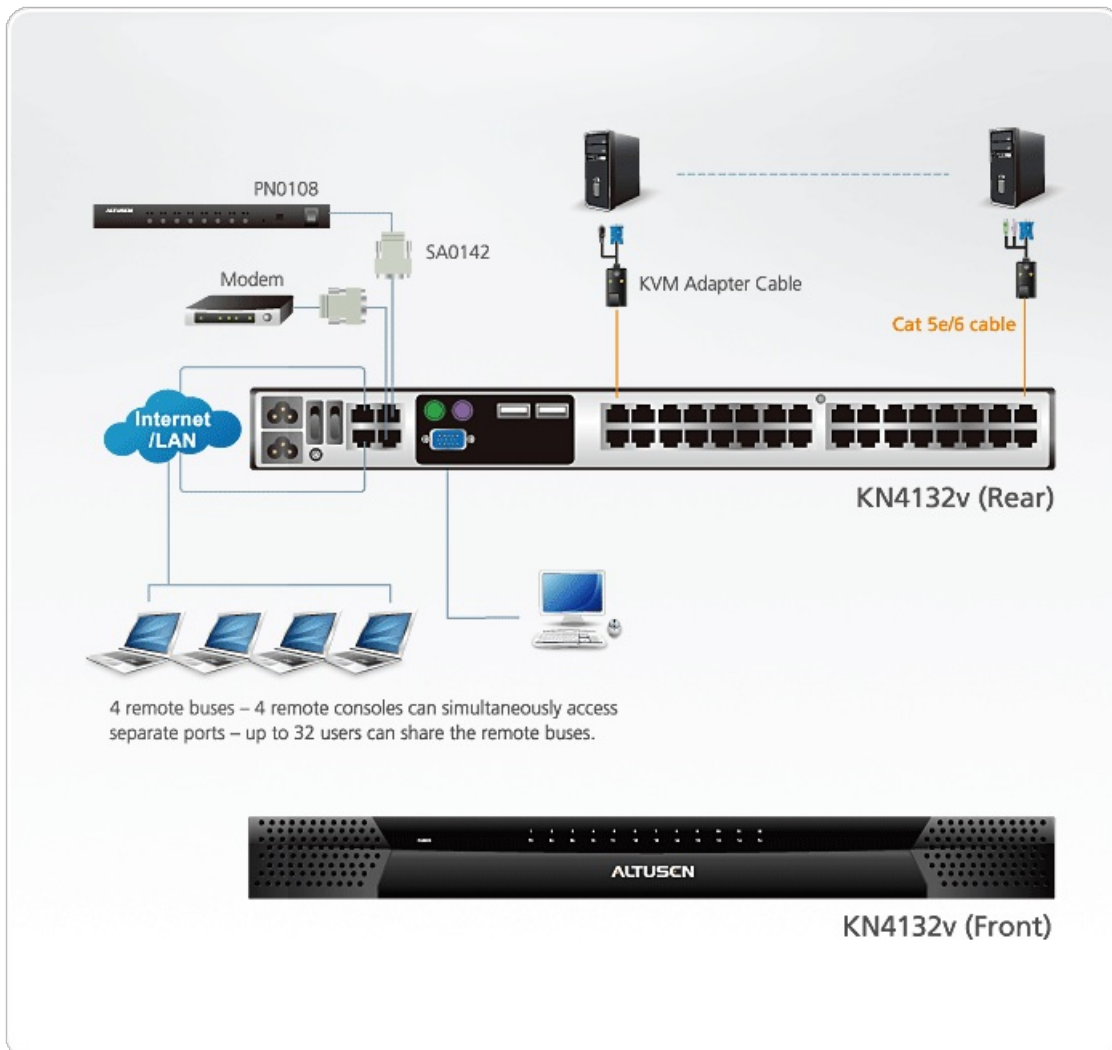 PN0108
ALTUSEN
SA0142
Modem
KVM Adapter Cable
Cat 5e/6 cable
Internet
/LAN
KN4132v (Rear)
4 remote buses – 4 remote consoles can simultaneously access
separate ports – up to 32 users can share the remote buses.
ALTUSEN
KN4132v (Front)